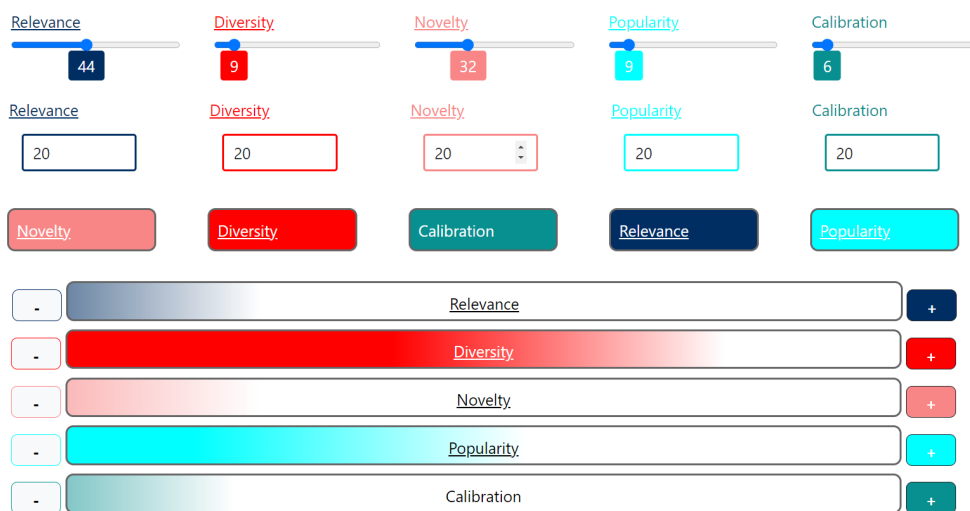 Relevance Diversity Novelty Popularity Calibration
44 9 32 9 6
Relevance Diversity Novelty Popularity Calibration
20 20 20 20 20
Novelty Diversity Calibration Relevance Popularity
- Relevance +
- Diversity +
- Novelty +
- Popularity +
- Calibration +